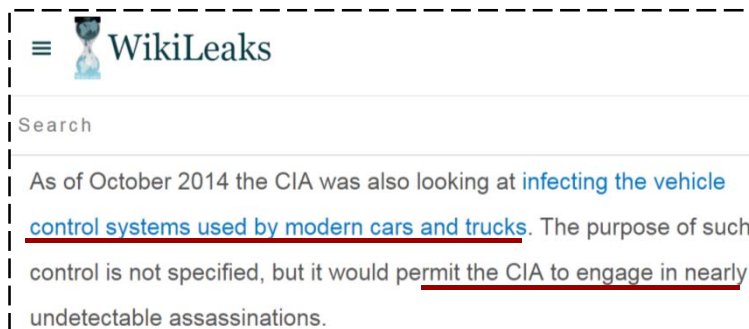 WikiLeaks
Search
As of October 2014 the CIA was also looking at infecting the vehicle
control systems used by modern cars and trucks. The purpose of such
control is not specified, but it would permit the CIA to engage in nearly
undetectable assassinations.